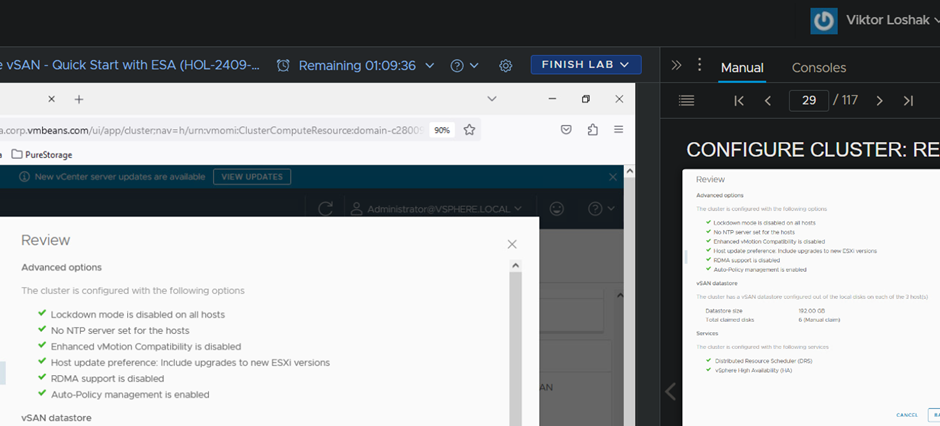 Viktor Loshak
e vSAN - Quick Start with ESA (HOL-2409-...
Remaining 01:09:36
FINISH LAB
Manual
Consoles
29 / 117
a.corp.vmbeans.com/ui/app/cluster;nav=h/urn:vmomi:ClusterComputeResource:domain-c28009
90%
PureStorage
New vCenter server updates are available
VIEW UPDATES
Administrator@VSPHERE.LOCAL
Review
Advanced options
The cluster is configured with the following options
Lockdown mode is disabled on all hosts
No NTP server set for the hosts
Enhanced vMotion Compatibility is disabled
Host update preference: Include upgrades to new ESXi versions
RDMA support is disabled
Auto-Policy management is enabled
vSAN datastore
AN
CONFIGURE CLUSTER: RE
Review
Advanced options
The cluster is configured with the following options
Lockdown mode is disabled on all hosts
No NTP server set for the hosts
Enhanced vMotion Compatibility is disabled
Host update preference: Include upgrades to new ESXi versions
RDMA support is disabled
Auto-Policy management is enabled
vSAN datastore
The cluster has a vSAN datastore configured out of the local disks on each of the 3 host(s)
Datastore size 192.00 GB
Total claimed disks 6 (Manual claim)
Services
The cluster is configured with the following services
Distributed Resource Scheduler (DRS)
vSphere High Availability (HA)
CANCEL